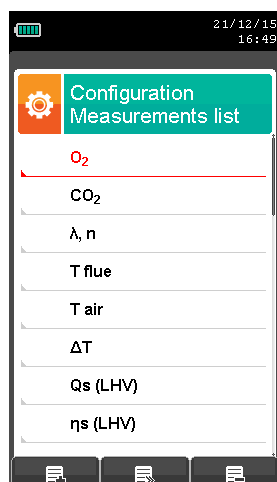 21/12/15
16:49
Configuration
Measurements list
O₂
CO₂
λ, n
T flue
T air
ΔT
Qs (LHV)
ηs (LHV)